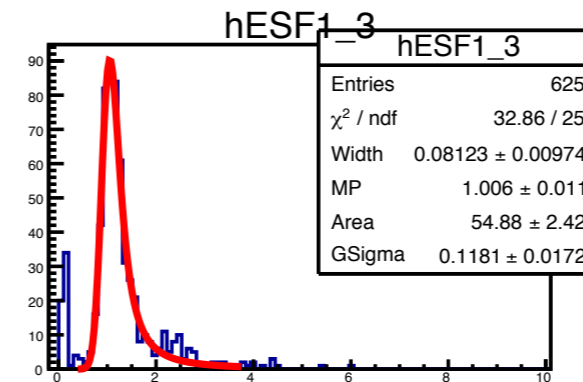 hESF1_3
hESF1_3
Entries 625
χ² / ndf 32.86 / 25
Width 0.08123 ± 0.00974
MP 1.006 ± 0.011
Area 54.88 ± 2.42
GSigma 0.1181 ± 0.0172
90
80
70
60
50
40
30
20
10
0
0 2 4 6 8 10